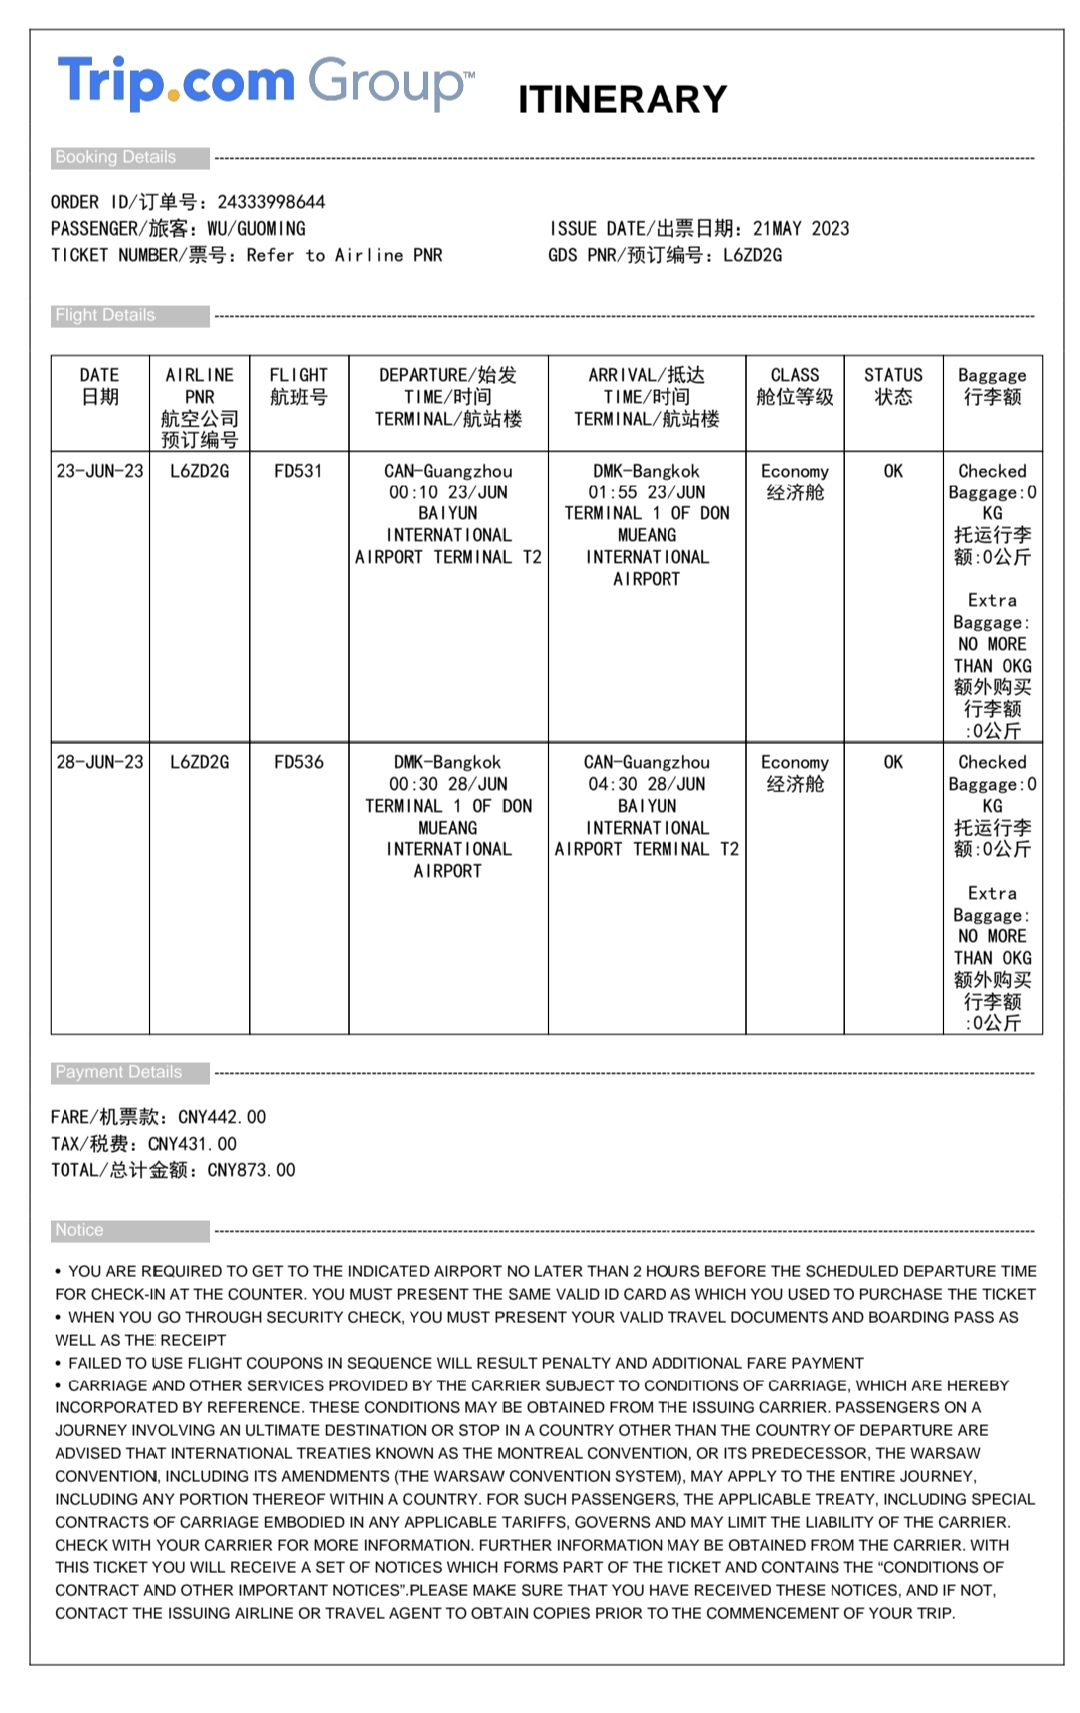 Trip.com Group™ ITINERARY
Booking Details
ORDER ID/订单号: 24333998644
PASSENGER/旅客: WU/GUOMING ISSUE DATE/出票日期: 21MAY 2023
TICKET NUMBER/票号: Refer to Airline PNR GDS PNR/预订编号: L6ZD2G
Flight Details
DATE
日期
AIRLINE
PNR
航空公司
预订编号
FLIGHT
航班号
DEPARTURE/始发
TIME/时间
TERMINAL/航站楼
ARRIVAL/抵达
TIME/时间
TERMINAL/航站楼
CLASS
舱位等级
STATUS
状态
Baggage
行李额
23-JUN-23
L6ZD2G
FD531
CAN-Guangzhou
00:10 23/JUN
BAIYUN
INTERNATIONAL
AIRPORT TERMINAL T2
DMK-Bangkok
01:55 23/JUN
TERMINAL 1 OF DON
MUEANG
INTERNATIONAL
AIRPORT
Economy
经济舱
OK
Checked
Baggage:0
KG
托运行李
额:0公斤
Extra
Baggage:
NO MORE
THAN 0KG
额外购买
行李额
:0公斤
28-JUN-23
L6ZD2G
FD536
DMK-Bangkok
00:30 28/JUN
TERMINAL 1 OF DON
MUEANG
INTERNATIONAL
AIRPORT
CAN-Guangzhou
04:30 28/JUN
BAIYUN
INTERNATIONAL
AIRPORT TERMINAL T2
Economy
经济舱
OK
Checked
Baggage:0
KG
托运行李
额:0公斤
Extra
Baggage:
NO MORE
THAN 0KG
额外购买
行李额
:0公斤
Payment Details
FARE/机票款: CNY442.00
TAX/税费: CNY431.00
TOTAL/总计金额: CNY873.00
Notice
• YOU ARE REQUIRED TO GET TO THE INDICATED AIRPORT NO LATER THAN 2 HOURS BEFORE THE SCHEDULED DEPARTURE TIME
FOR CHECK-IN AT THE COUNTER. YOU MUST PRESENT THE SAME VALID ID CARD AS WHICH YOU USED TO PURCHASE THE TICKET
• WHEN YOU GO THROUGH SECURITY CHECK, YOU MUST PRESENT YOUR VALID TRAVEL DOCUMENTS AND BOARDING PASS AS
WELL AS THE RECEIPT
• FAILED TO USE FLIGHT COUPONS IN SEQUENCE WILL RESULT PENALTY AND ADDITIONAL FARE PAYMENT
• CARRIAGE AND OTHER SERVICES PROVIDED BY THE CARRIER SUBJECT TO CONDITIONS OF CARRIAGE, WHICH ARE HEREBY
INCORPORATED BY REFERENCE. THESE CONDITIONS MAY BE OBTAINED FROM THE ISSUING CARRIER. PASSENGERS ON A
JOURNEY INVOLVING AN ULTIMATE DESTINATION OR STOP IN A COUNTRY OTHER THAN THE COUNTRY OF DEPARTURE ARE
ADVISED THAT INTERNATIONAL TREATIES KNOWN AS THE MONTREAL CONVENTION, OR ITS PREDECESSOR, THE WARSAW
CONVENTION, INCLUDING ITS AMENDMENTS (THE WARSAW CONVENTION SYSTEM), MAY APPLY TO THE ENTIRE JOURNEY,
INCLUDING ANY PORTION THEREOF WITHIN A COUNTRY. FOR SUCH PASSENGERS, THE APPLICABLE TREATY, INCLUDING SPECIAL
CONTRACTS OF CARRIAGE EMBODIED IN ANY APPLICABLE TARIFFS, GOVERNS AND MAY LIMIT THE LIABILITY OF THE CARRIER.
CHECK WITH YOUR CARRIER FOR MORE INFORMATION. FURTHER INFORMATION MAY BE OBTAINED FROM THE CARRIER. WITH
THIS TICKET YOU WILL RECEIVE A SET OF NOTICES WHICH FORMS PART OF THE TICKET AND CONTAINS THE “CONDITIONS OF
CONTRACT AND OTHER IMPORTANT NOTICES”.PLEASE MAKE SURE THAT YOU HAVE RECEIVED THESE NOTICES, AND IF NOT,
CONTACT THE ISSUING AIRLINE OR TRAVEL AGENT TO OBTAIN COPIES PRIOR TO THE COMMENCEMENT OF YOUR TRIP.